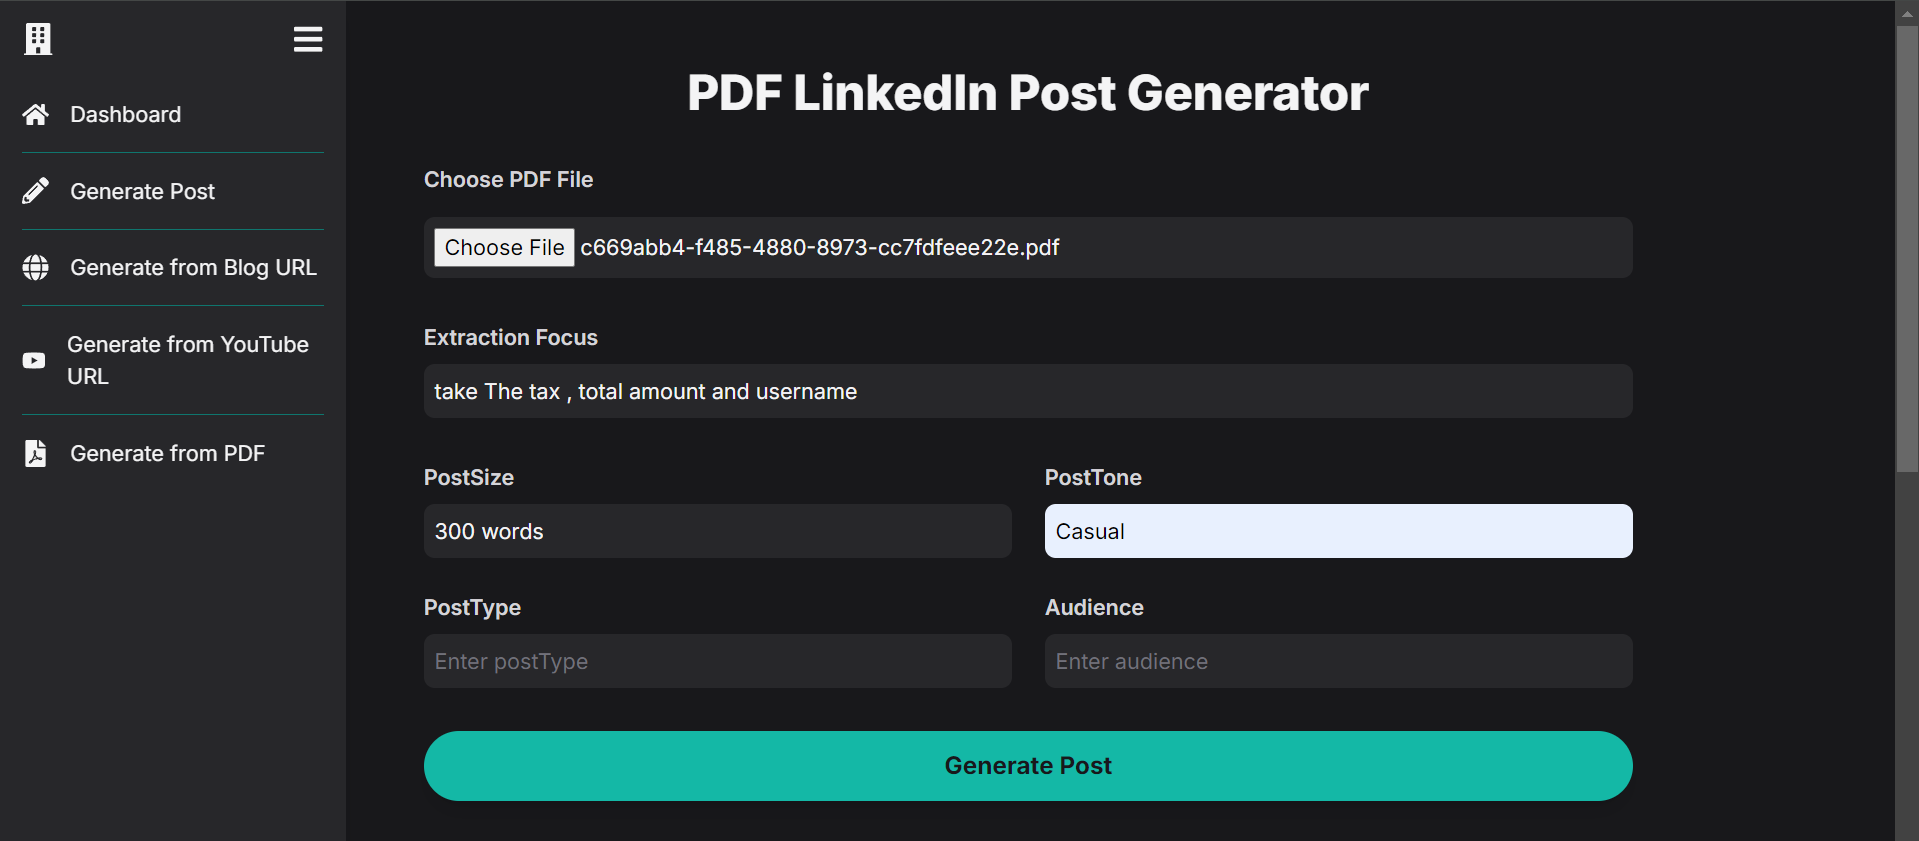 Dashboard
Generate Post
Generate from Blog URL
Generate from YouTube
URL
Generate from PDF
PDF LinkedIn Post Generator
Choose PDF File
Choose File c669abb4-f485-4880-8973-cc7fdfeee22e.pdf
Extraction Focus
take The tax , total amount and username
PostSize
300 words
PostTone
Casual
PostType
Enter postType
Audience
Enter audience
Generate Post